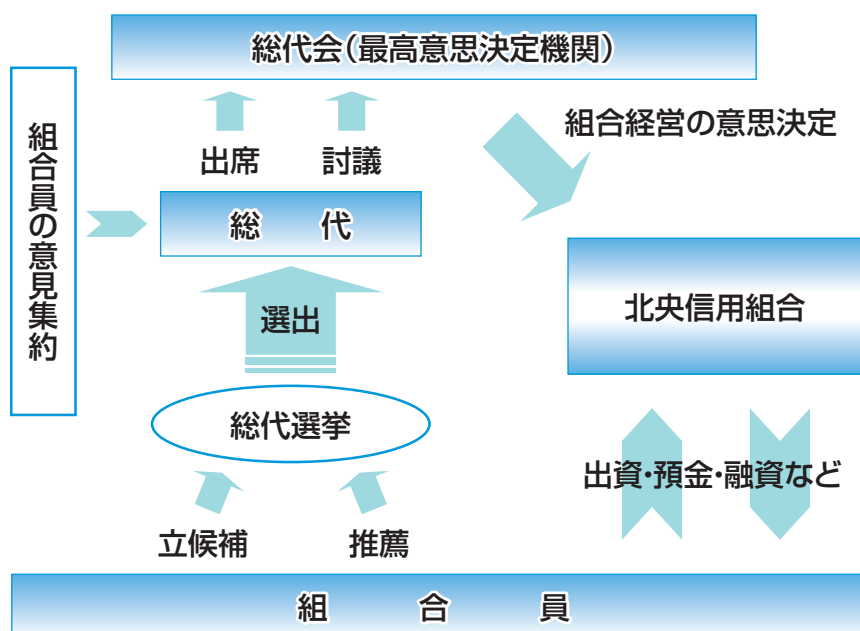 総代会（最高意思決定機関）
組合員の意見集約
組合経営の意思決定
出席
討議
総代
選出
北央信用組合
総代選挙
出資・預金・融資など
立候補
推薦
組合員